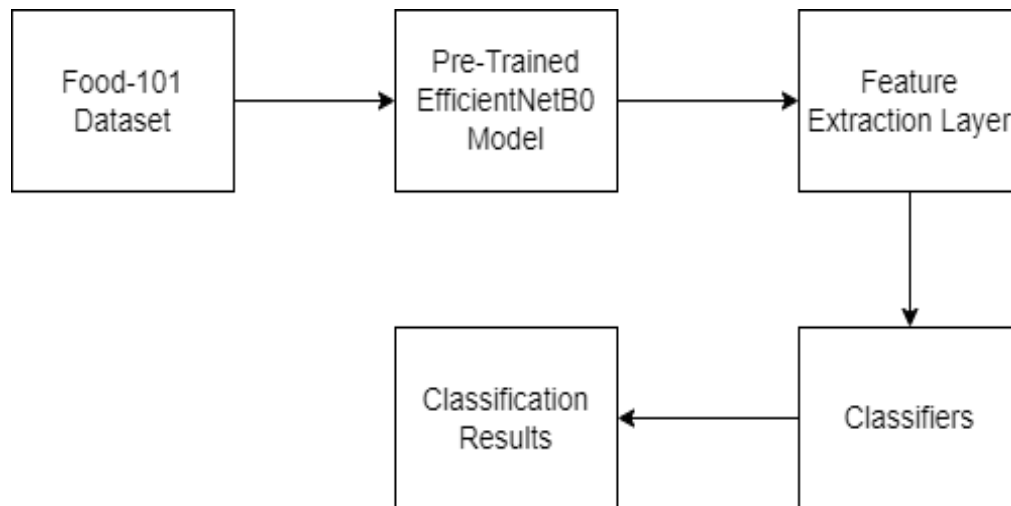 Food-101
Dataset
Pre-Trained
EfficientNetB0
Model
Feature
Extraction Layer
Classifiers
Classification
Results